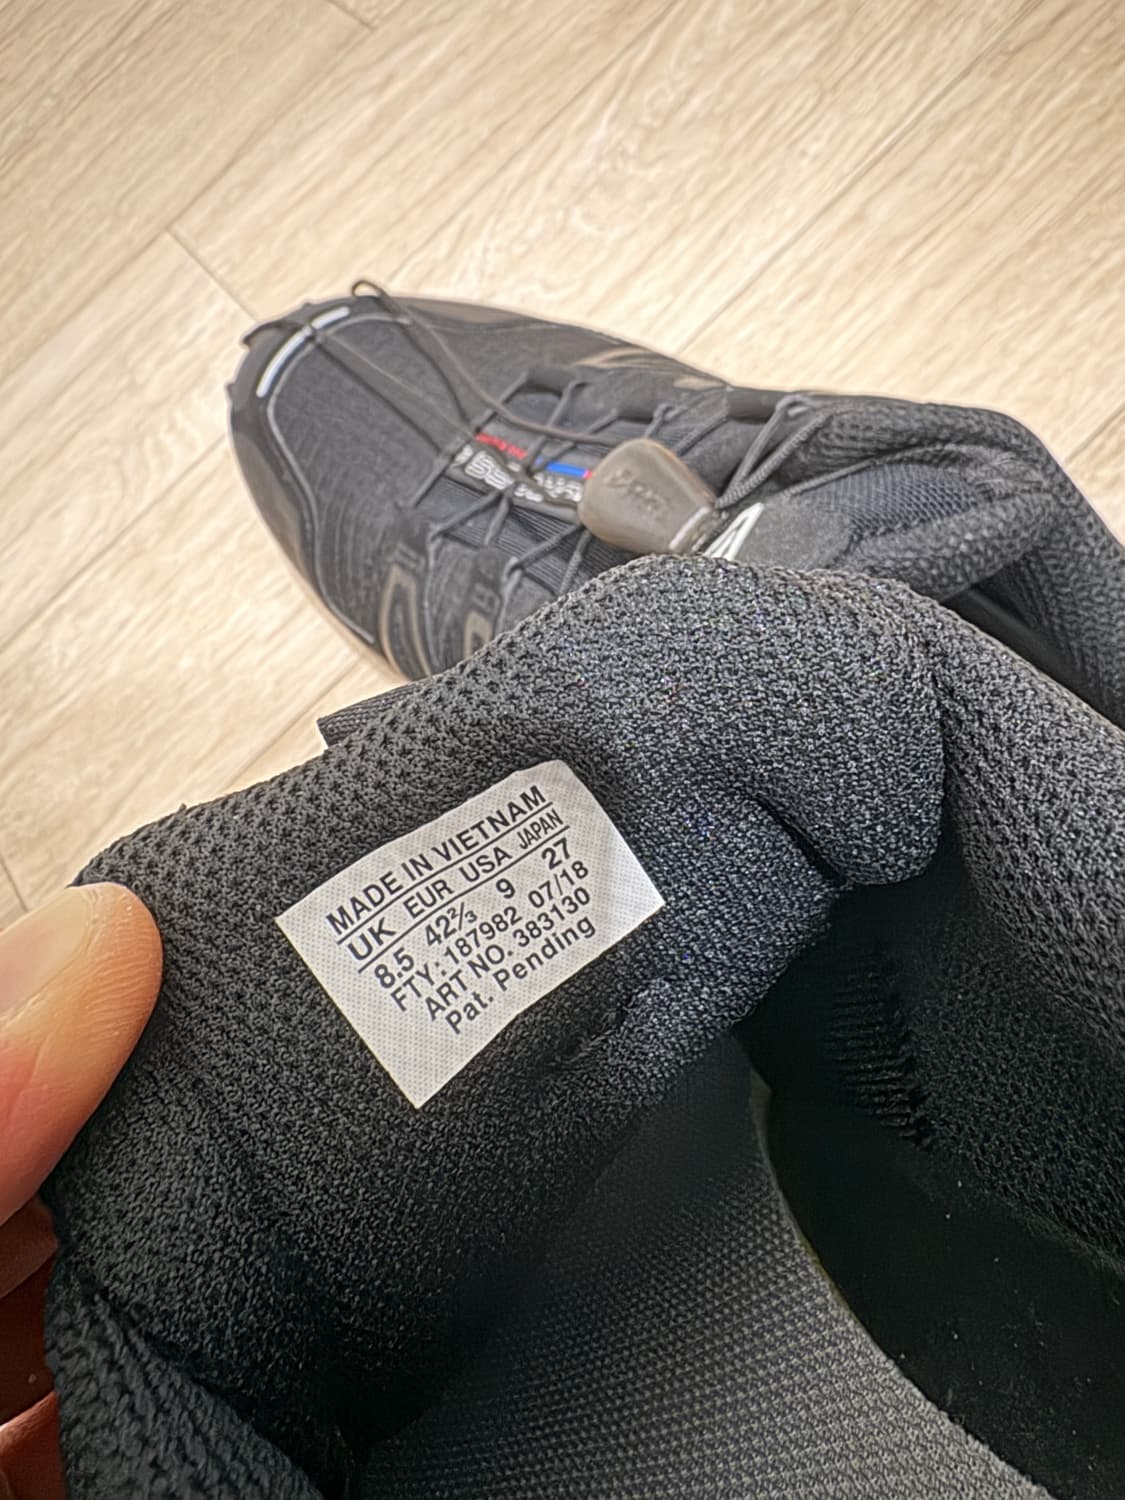 MADE IN VIETNAM
UK EUR USA JAPAN
8.5 42⅔ 9 27
FTY: 187982 07/18
ART NO. 383130
Pat. Pending